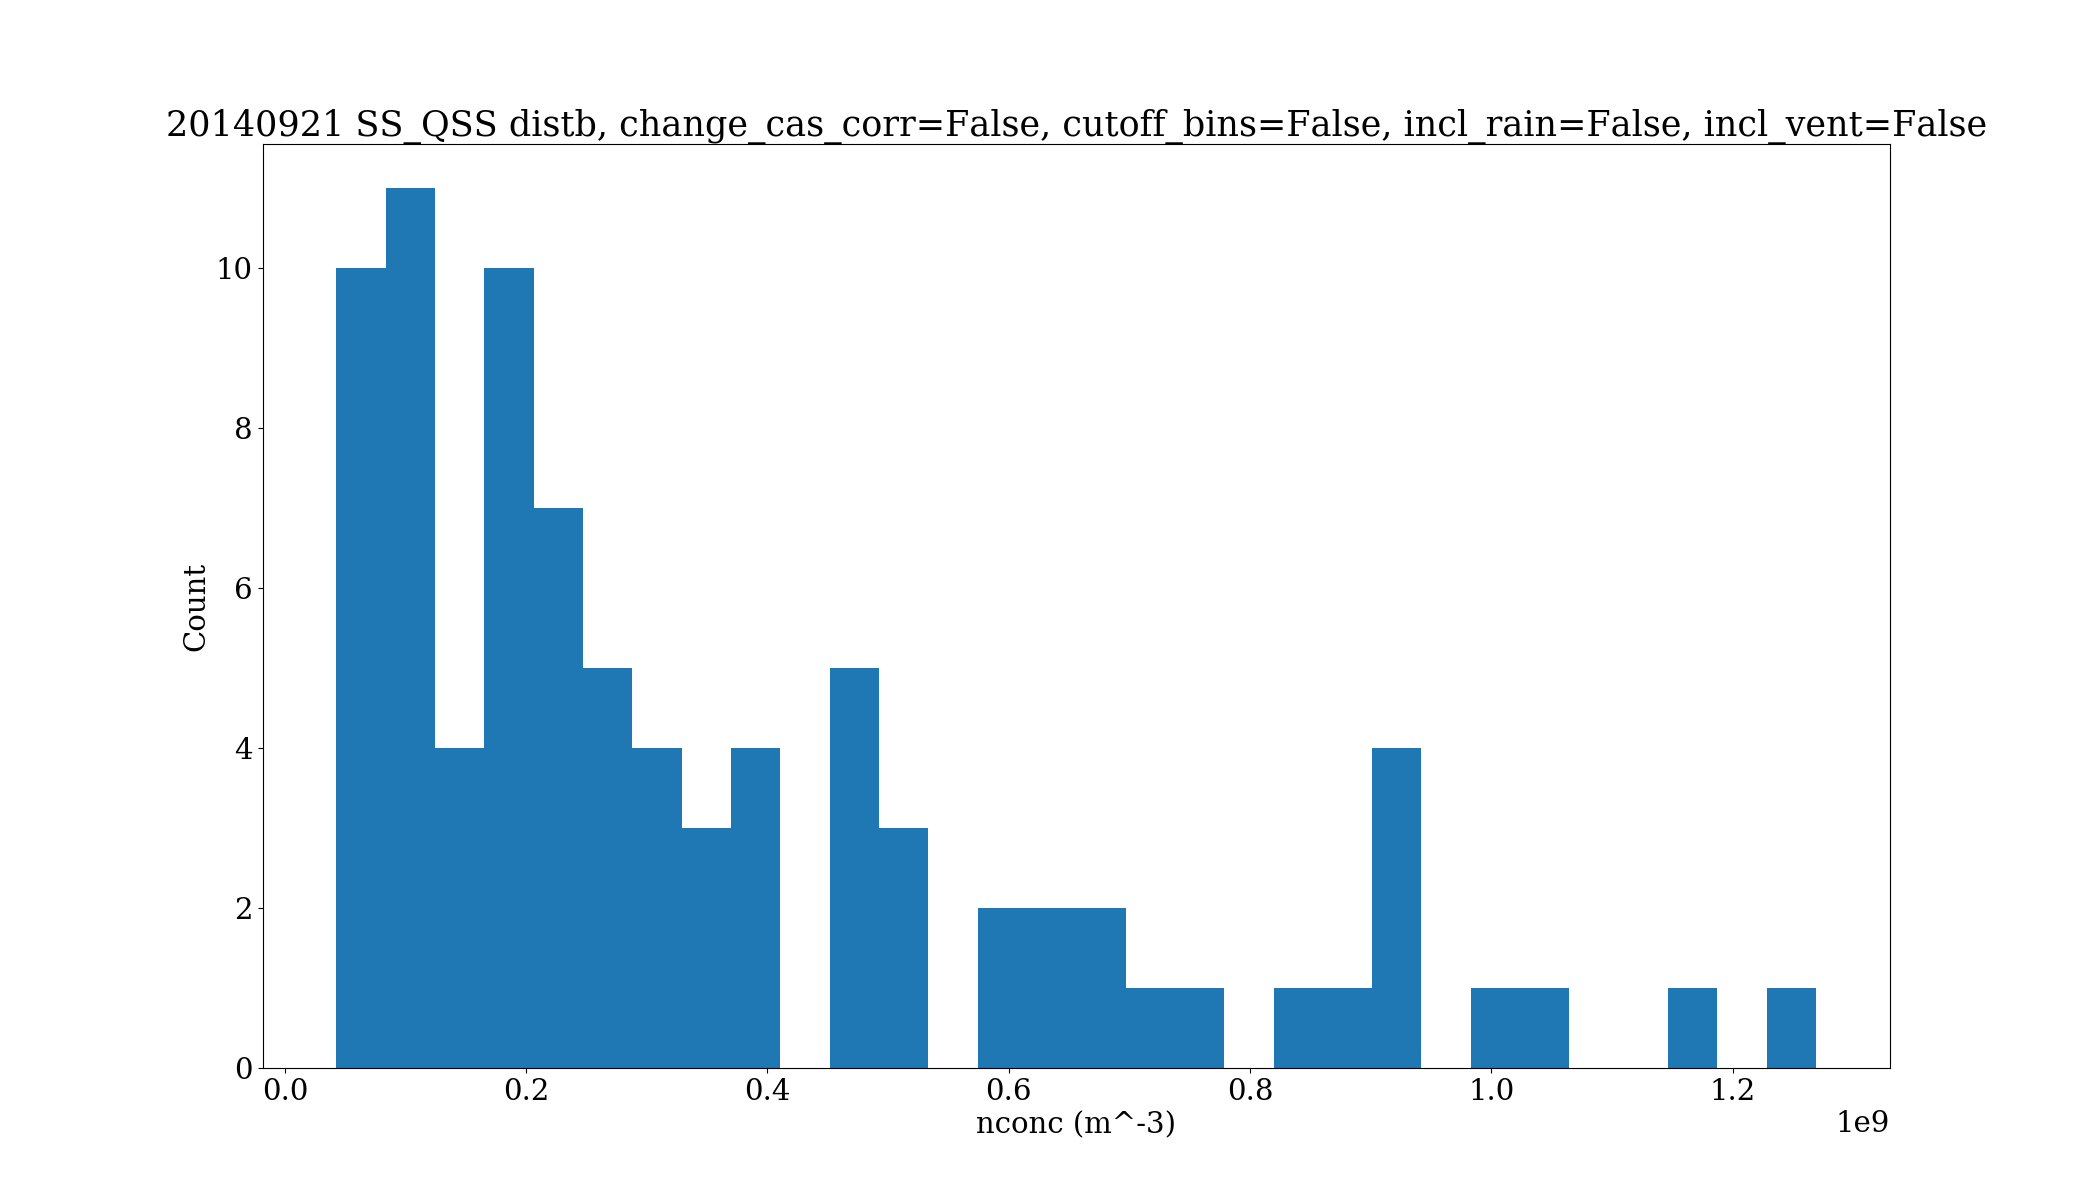 20140921 SS_QSS distb, change_cas_corr=False, cutoff_bins=False, incl_rain=False, incl_vent=False
10
8
6
4
2
0
Count
0.0 0.2 0.4 0.6 0.8 1.0 1.2
nconc (m^-3)
1e9